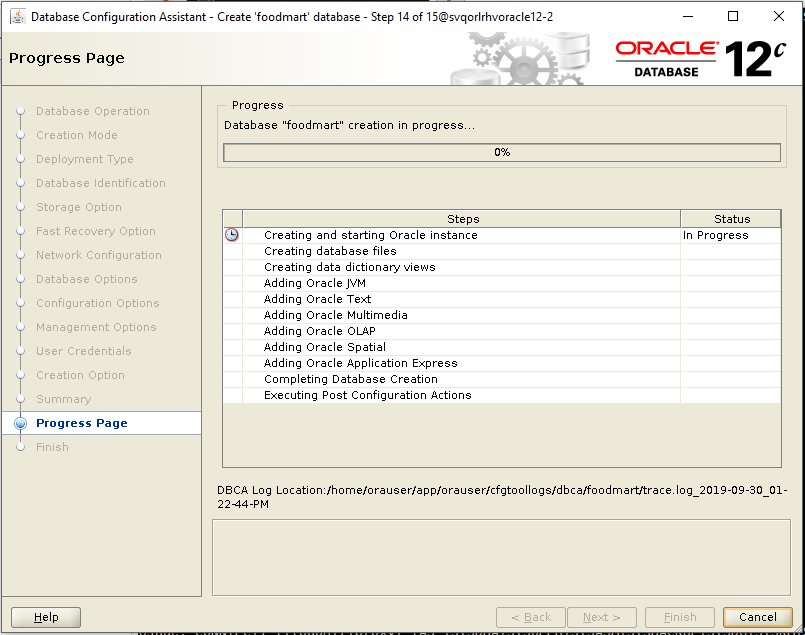 Database Configuration Assistant - Create 'foodmart' database - Step 14 of 15@svqorlrhvoracle12-2
Progress Page
ORACLE®
DATABASE
12c
Database Operation
Creation Mode
Deployment Type
Database Identification
Storage Option
Fast Recovery Option
Network Configuration
Database Options
Configuration Options
Management Options
User Credentials
Creation Option
Summary
Progress Page
Finish
Progress
Database "foodmart" creation in progress...
0%
Steps Status
Creating and starting Oracle instance In Progress
Creating database files
Creating data dictionary views
Adding Oracle JVM
Adding Oracle Text
Adding Oracle Multimedia
Adding Oracle OLAP
Adding Oracle Spatial
Adding Oracle Application Express
Completing Database Creation
Executing Post Configuration Actions
DBCA Log Location:/home/orauser/app/orauser/cfgtoollogs/dbca/foodmart/trace.log_2019-09-30_01-
22-44-PM
Help < Back Next > Finish Cancel